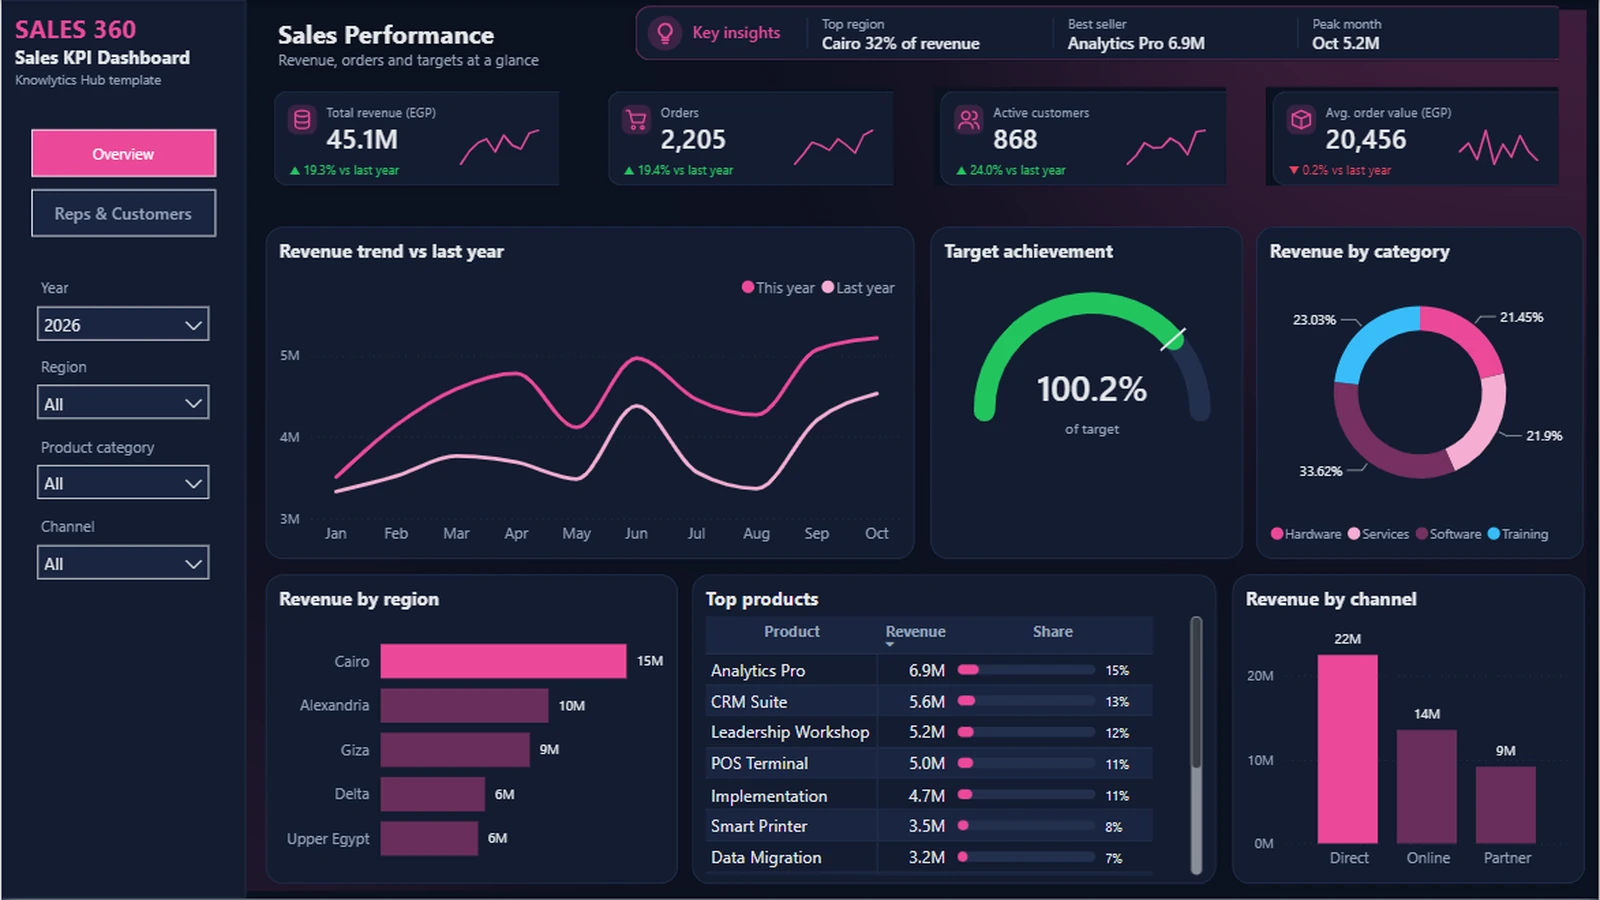 SALES 360
Sales KPI Dashboard
Knowlytics Hub template
Overview
Reps & Customers
Year
2026
Region
All
Product category
All
Channel
All
Sales Performance
Revenue, orders and targets at a glance
Key insights
Top region
Cairo 32% of revenue
Best seller
Analytics Pro 6.9M
Peak month
Oct 5.2M
Total revenue (EGP)
45.1M
▲ 19.3% vs last year
Orders
2,205
▲ 19.4% vs last year
Active customers
868
▲ 24.0% vs last year
Avg. order value (EGP)
20,456
▼ 0.2% vs last year
Revenue trend vs last year
This year Last year
5M
4M
3M
Jan Feb Mar Apr May Jun Jul Aug Sep Oct
Target achievement
100.2%
of target
Revenue by category
23.03% 21.45%
21.9%
33.62%
Hardware Services Software Training
Revenue by region
Cairo 15M
Alexandria 10M
Giza 9M
Delta 6M
Upper Egypt 6M
Top products
Product Revenue Share
Analytics Pro 6.9M 15%
CRM Suite 5.6M 13%
Leadership Workshop 5.2M 12%
POS Terminal 5.0M 11%
Implementation 4.7M 11%
Smart Printer 3.5M 8%
Data Migration 3.2M 7%
Revenue by channel
22M
20M
14M
9M
10M
0M
Direct Online Partner